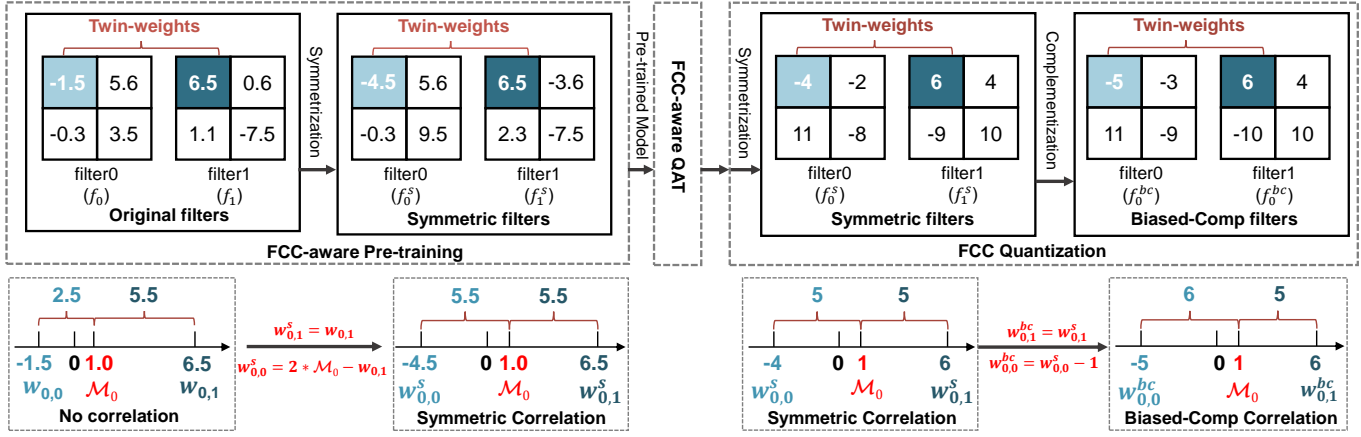 Twin-weights
-1.5 5.6 6.5 0.6
-0.3 3.5 1.1 -7.5
filter0 filter1
(f₀) (f₁)
Original filters
Symmetrization
Twin-weights
-4.5 5.6 6.5 -3.6
-0.3 9.5 2.3 -7.5
filter0 filter1
(f₀ˢ) (f₁ˢ)
Symmetric filters
FCC-aware Pre-training
Pre-trained Model
FCC-aware QAT
Symmetrization
Twin-weights
-4 -2 6 4
11 -8 -9 10
filter0 filter1
(f₀ˢ) (f₁ˢ)
Symmetric filters
Complementization
Twin-weights
-5 -3 6 4
11 -9 -10 10
filter0 filter1
(f₀ᵇᶜ) (f₀ᵇᶜ)
Biased-Comp filters
FCC Quantization
2.5 5.5
-1.5 0 1.0 6.5
w₀,₀ ℳ₀ w₀,₁
No correlation
wˢ₀,₁ = w₀,₁
wˢ₀,₀ = 2 * ℳ₀ − w₀,₁
5.5 5.5
-4.5 0 1.0 6.5
wˢ₀,₀ ℳ₀ wˢ₀,₁
Symmetric Correlation
5 5
-4 0 1 6
wˢ₀,₀ ℳ₀ wˢ₀,₁
Symmetric Correlation
wᵇᶜ₀,₁ = wˢ₀,₁
wᵇᶜ₀,₀ = wˢ₀,₀ − 1
6 5
-5 0 1 6
wᵇᶜ₀,₀ ℳ₀ wᵇᶜ₀,₁
Biased-Comp Correlation